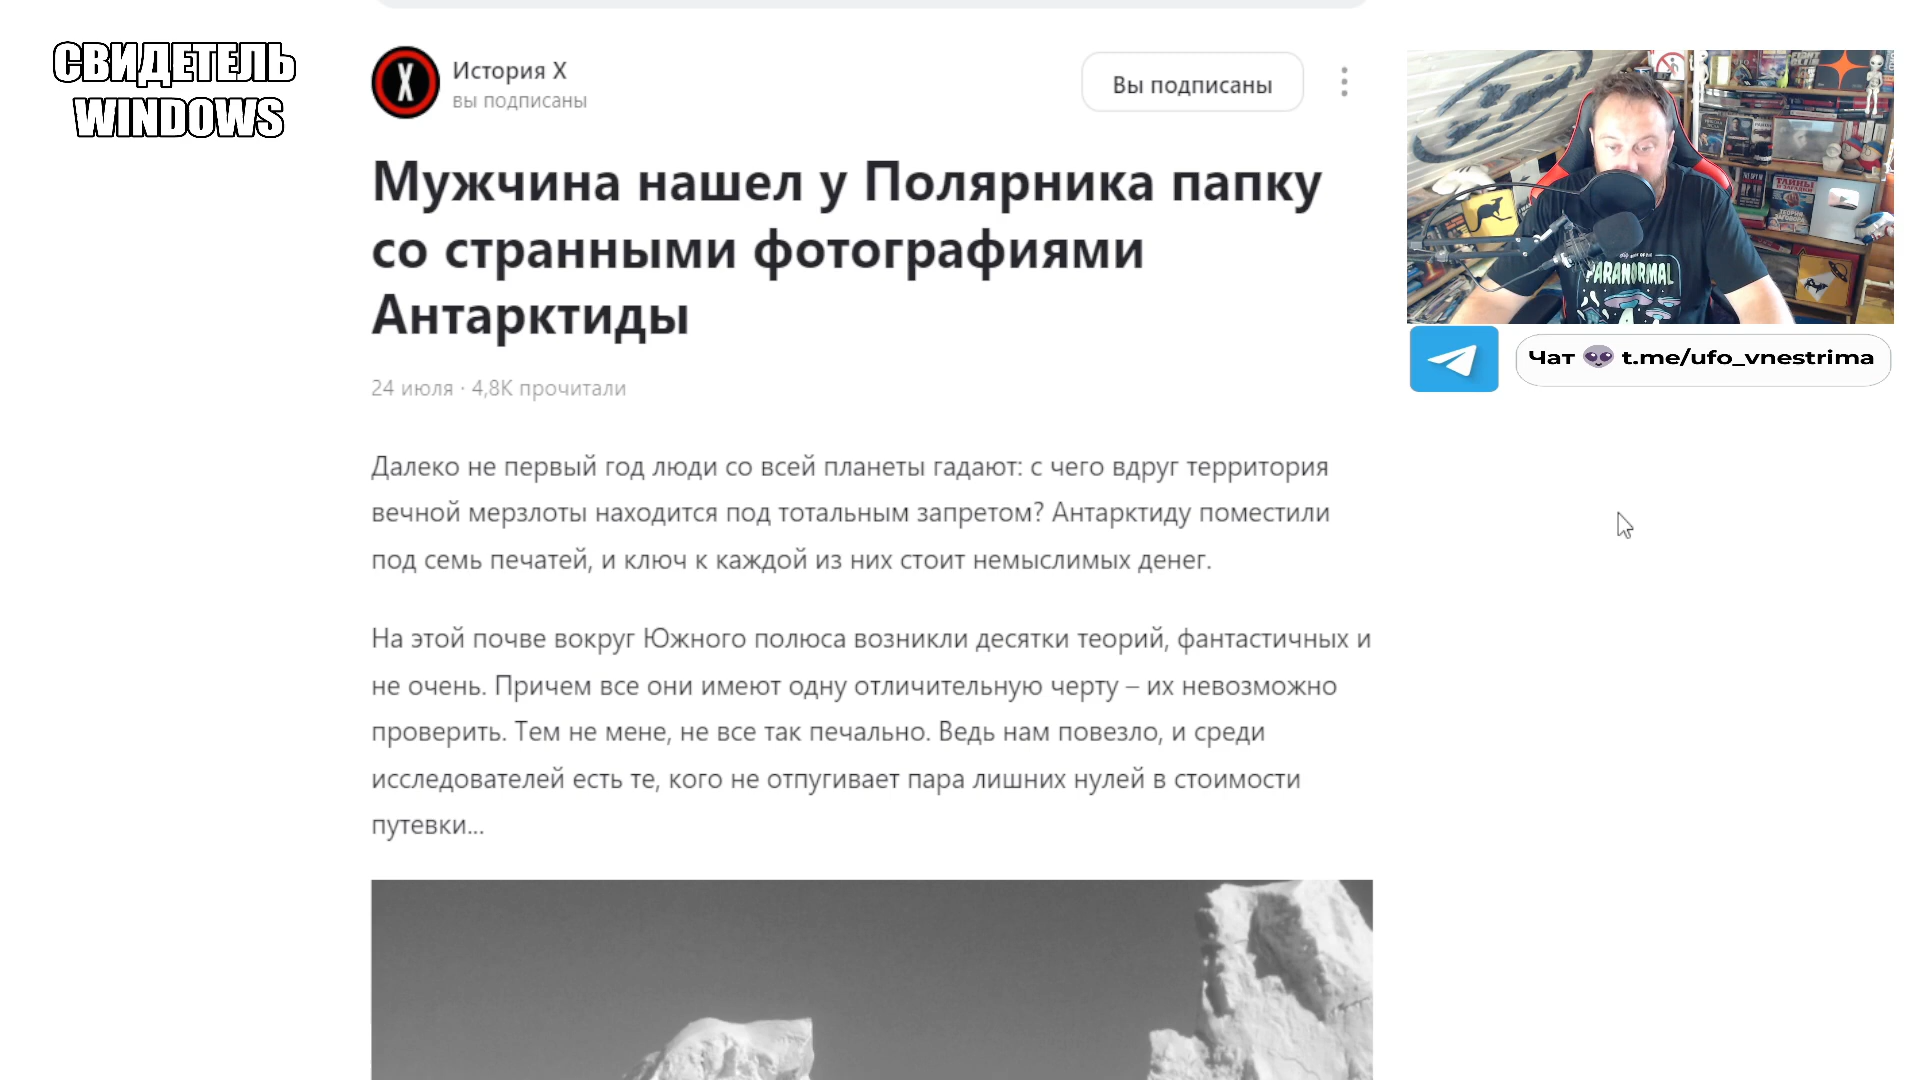 СВИДЕТЕЛЬ
WINDOWS
История Х
вы подписаны
Вы подписаны
Мужчина нашел у Полярника папку
со странными фотографиями
Антарктиды
24 июля · 4,8К прочитали
Далеко не первый год люди со всей планеты гадают: с чего вдруг территория
вечной мерзлоты находится под тотальным запретом? Антарктиду поместили
под семь печатей, и ключ к каждой из них стоит немыслимых денег.
На этой почве вокруг Южного полюса возникли десятки теорий, фантастичных и
не очень. Причем все они имеют одну отличительную черту – их невозможно
проверить. Тем не мене, не все так печально. Ведь нам повезло, и среди
исследователей есть те, кого не отпугивает пара лишних нулей в стоимости
путевки...
PARANORMAL
ТАЙНЫ
Чат t.me/ufo_vnestrima